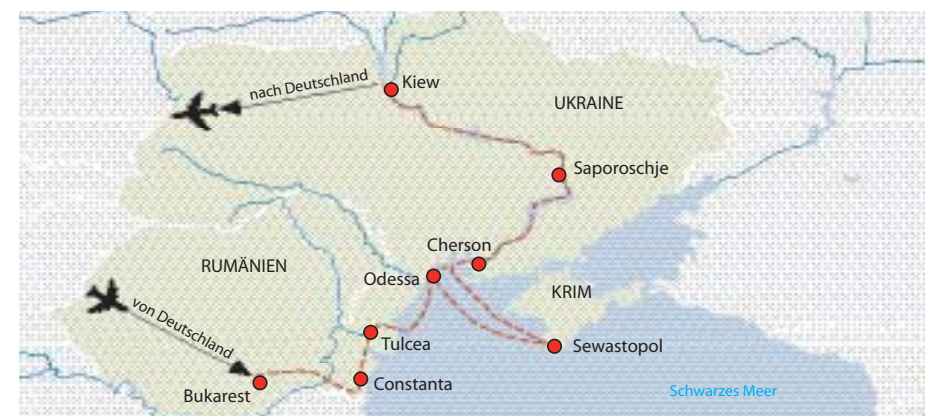 nach Deutschland
Kiew
UKRAINE
Saporoschje
Cherson
RUMÄNIEN
Odessa
KRIM
von Deutschland
Tulcea
Sewastopol
Constanta
Bukarest
Schwarzes Meer